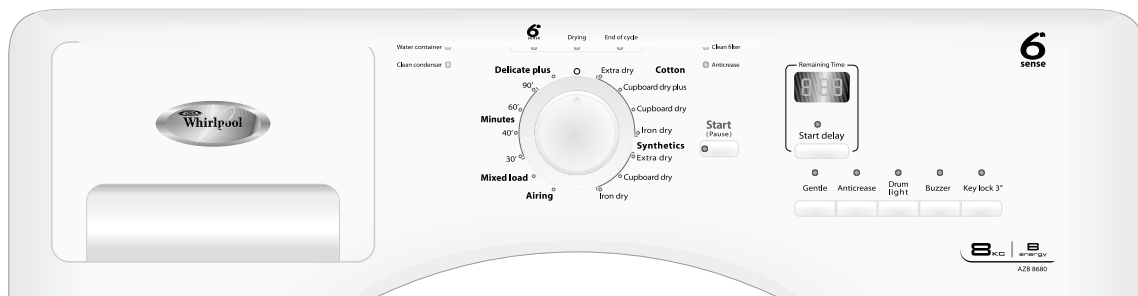 Whirlpool
Water container
Clean condenser
6th
sense
Drying
End of cycle
Clean filter
Anticrease
Delicate plus
O
Extra dry
Cotton
90'
Cupboard dry plus
60'
Cupboard dry
Minutes
40'
Iron dry
Synthetics
30'
Extra dry
Mixed load
Cupboard dry
Airing
Iron dry
Start
(Pause)
Remaining Time
Start delay
6th
sense
Gentle
Anticrease
Drum
light
Buzzer
Key lock 3”
8KG
B
energy
AZB 8680